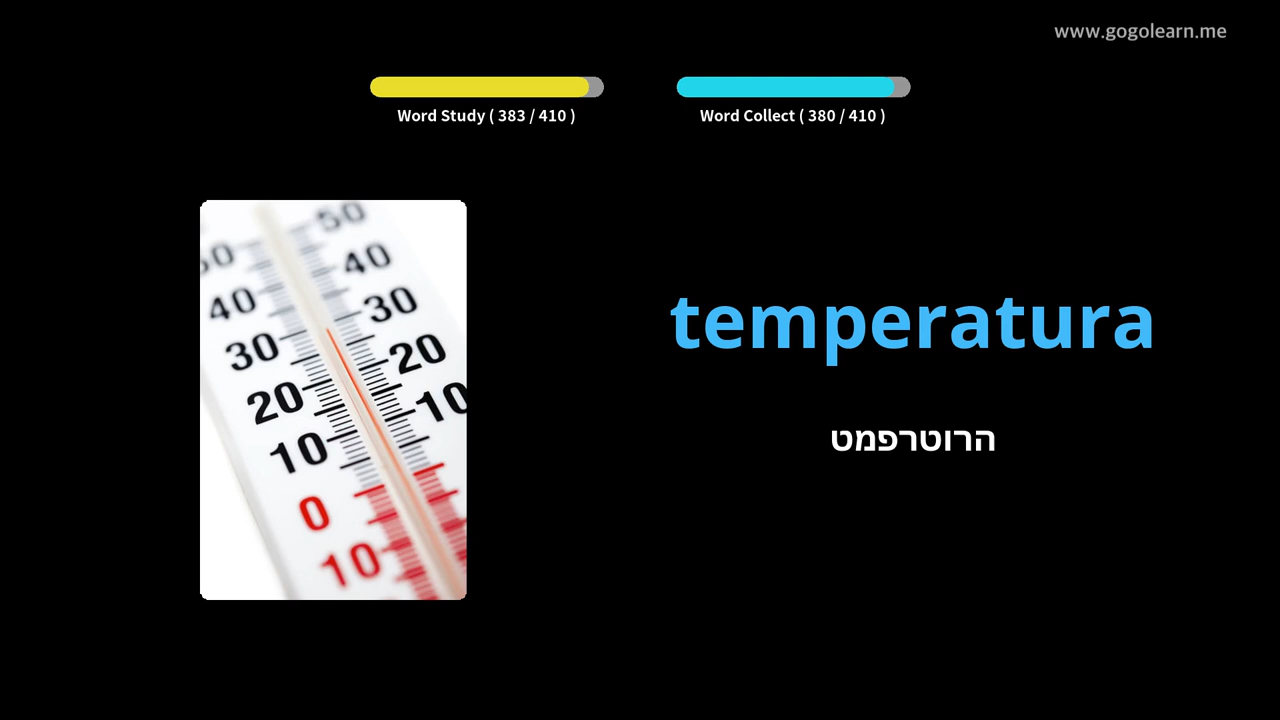 www.gogolearn.me
Word Study ( 383 / 410 )
Word Collect ( 380 / 410 )
50
40
40
30
30
20
20
10
10
0
10
temperatura
הרוטרפמט